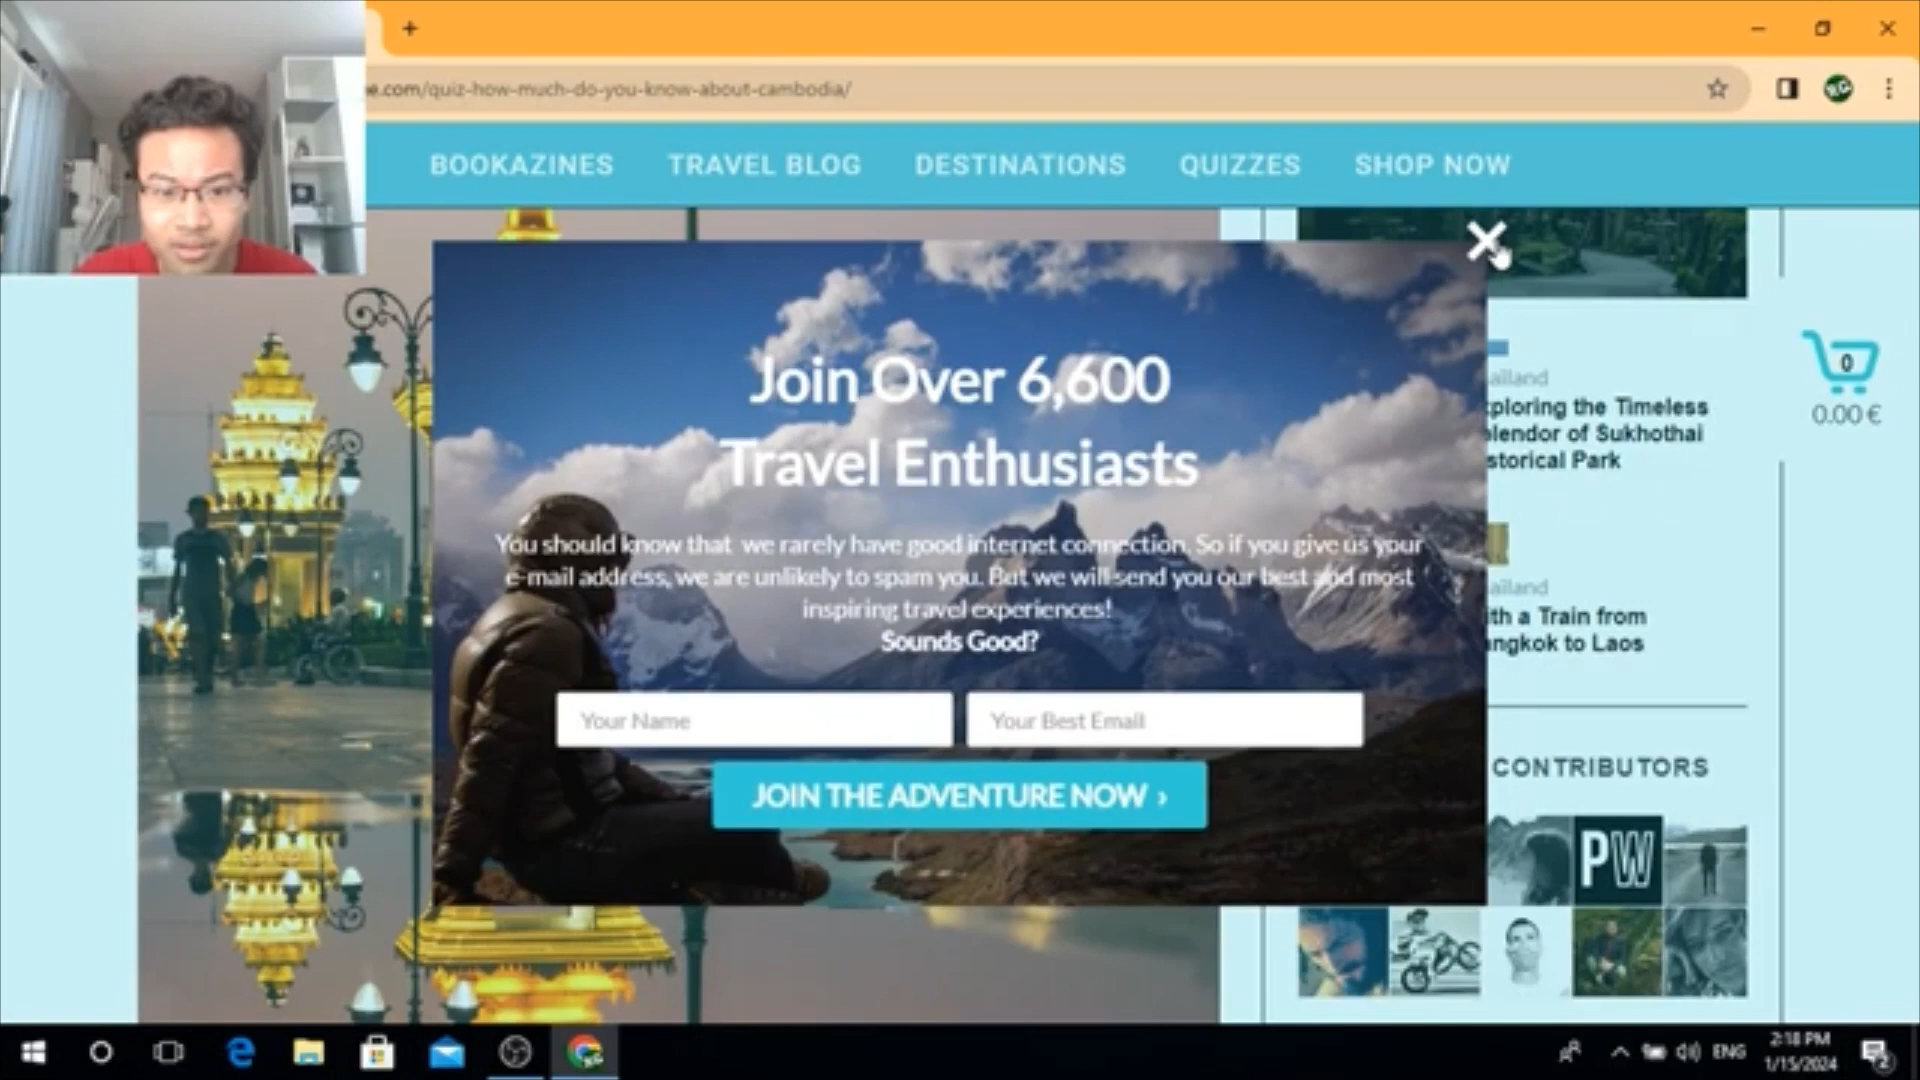 e.com/quiz-how-much-do-you-know-about-cambodia/
BOOKAZINES TRAVEL BLOG DESTINATIONS QUIZZES SHOP NOW
Join Over 6,600
Travel Enthusiasts
You should know that we rarely have good internet connection. So if you give us your
e-mail address, we are unlikely to spam you. But we will send you our best and most
inspiring travel experiences!
Sounds Good?
Your Name
Your Best Email
JOIN THE ADVENTURE NOW ›
0
0.00 €
ailand
ploring the Timeless
lendor of Sukhothai
storical Park
ailand
ith a Train from
angkok to Laos
CONTRIBUTORS
PW
ENG
2:18 PM
1/15/2024
2